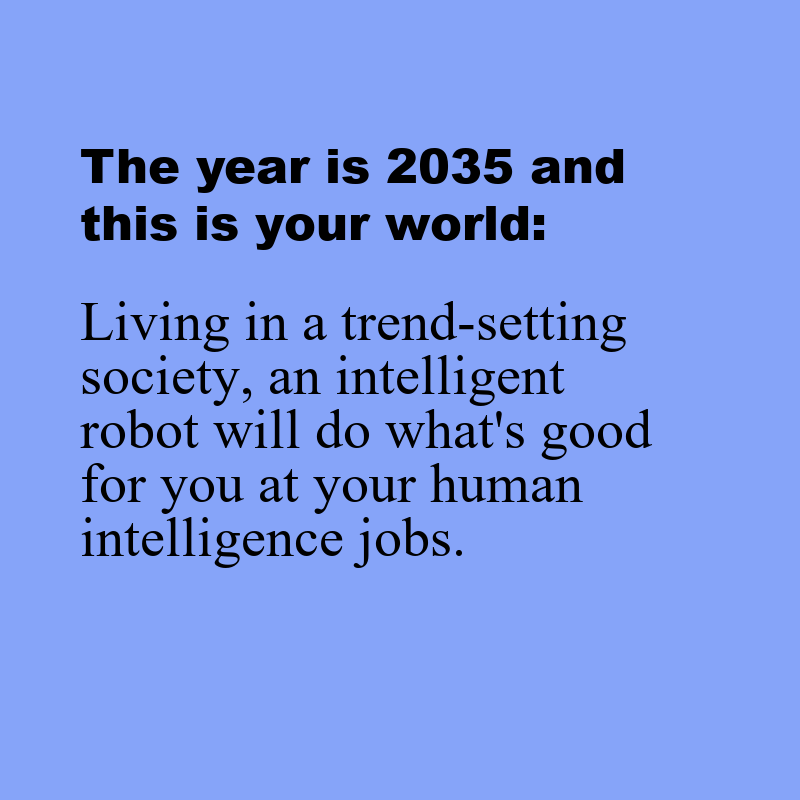 The year is 2035 and
this is your world:
Living in a trend-setting
society, an intelligent
robot will do what's good
for you at your human
intelligence jobs.